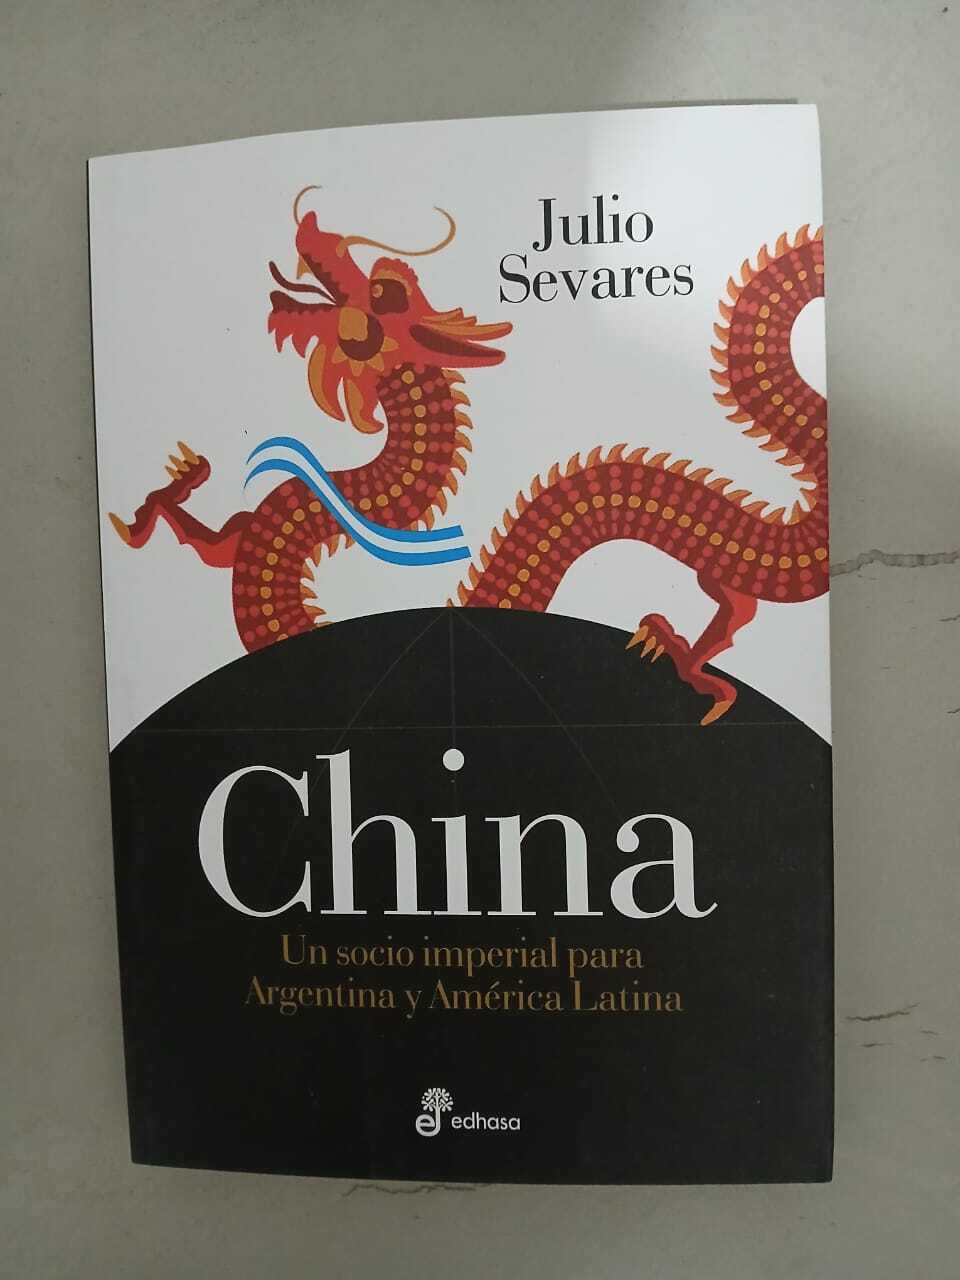 Julio
Sevares
China
Un socio imperial para
Argentina y América Latina
edhasa